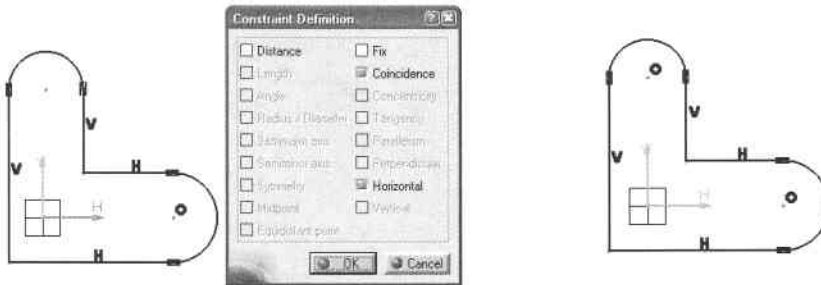 Constraint Definition
Distance
Fix
Length
Coincidence
Angle
Concentricity
Radius / Diameter
Tangency
Semimajor axis
Parallelism
Semiminor axis
Perpendicular
Symmetry
Horizontal
Midpoint
Vertical
Equidistant point
OK
Cancel
V
V
H
H
H
V
V
H
H